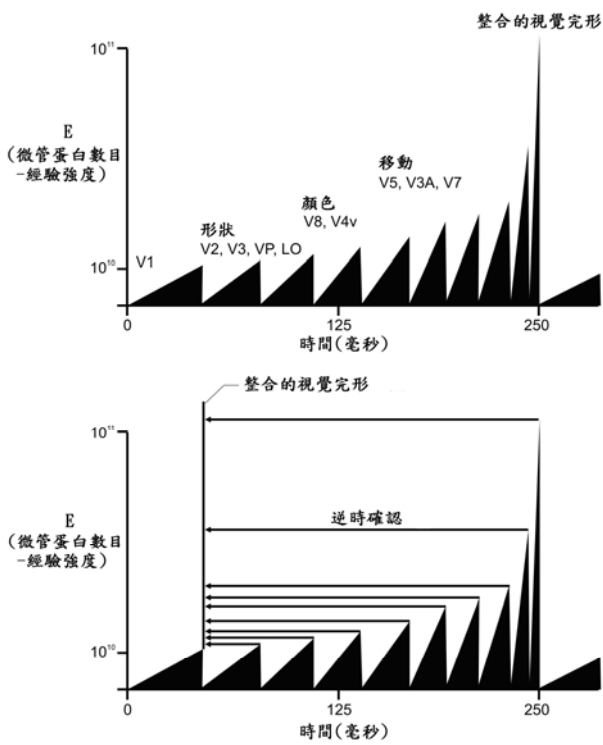 整合的視覺完形
10¹¹
E
(微管蛋白數目
-經驗強度)
移動
V5, V3A, V7
顏色
V8, V4v
形狀
V2, V3, VP, LO
V1
10¹⁰
0
125
250
時間(毫秒)
整合的視覺完形
10¹¹
E
(微管蛋白數目
-經驗強度)
逆時確認
10¹⁰
0
125
250
時間(毫秒)